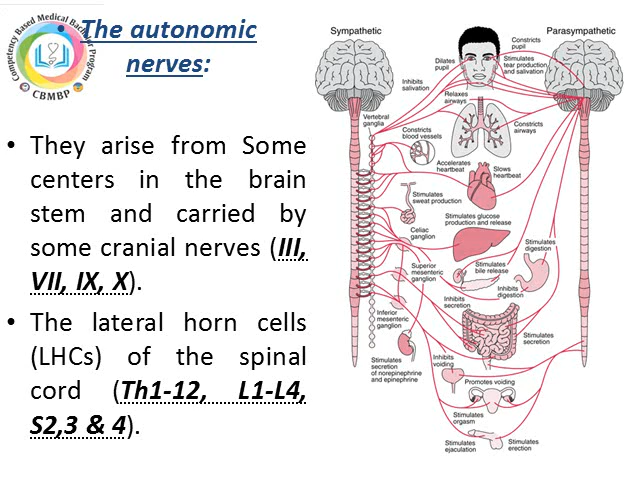 Competency Based Medical Bachelor Program
CBMBP
• The autonomic
nerves:
• They arise from Some
centers in the brain
stem and carried by
some cranial nerves (III,
VII, IX, X).
• The lateral horn cells
(LHCs) of the spinal
cord (Th1-12, L1-L4,
S2,3 & 4).
Sympathetic
Parasympathetic
Constricts
pupil
Dilates
pupil
Stimulates
tear production
and salivation
Inhibits
salivation
Relaxes
airways
Vertebral
ganglia
Constricts
blood vessels
Constricts
airways
Accelerates
heartbeat
Slows
heartbeat
Stimulates
sweat production
Stimulates glucose
production and release
Celiac
ganglion
Stimulates
digestion
Superior
mesenteric
ganglion
Stimulates
bile release
Inhibits
digestion
Inhibits
secretion
Inferior
mesenteric
ganglion
Stimulates
secretion
Stimulates
secretion
of norepinephrine
and epinephrine
Inhibits
voiding
Promotes voiding
Stimulates
orgasm
Stimulates
ejaculation
Stimulates
erection